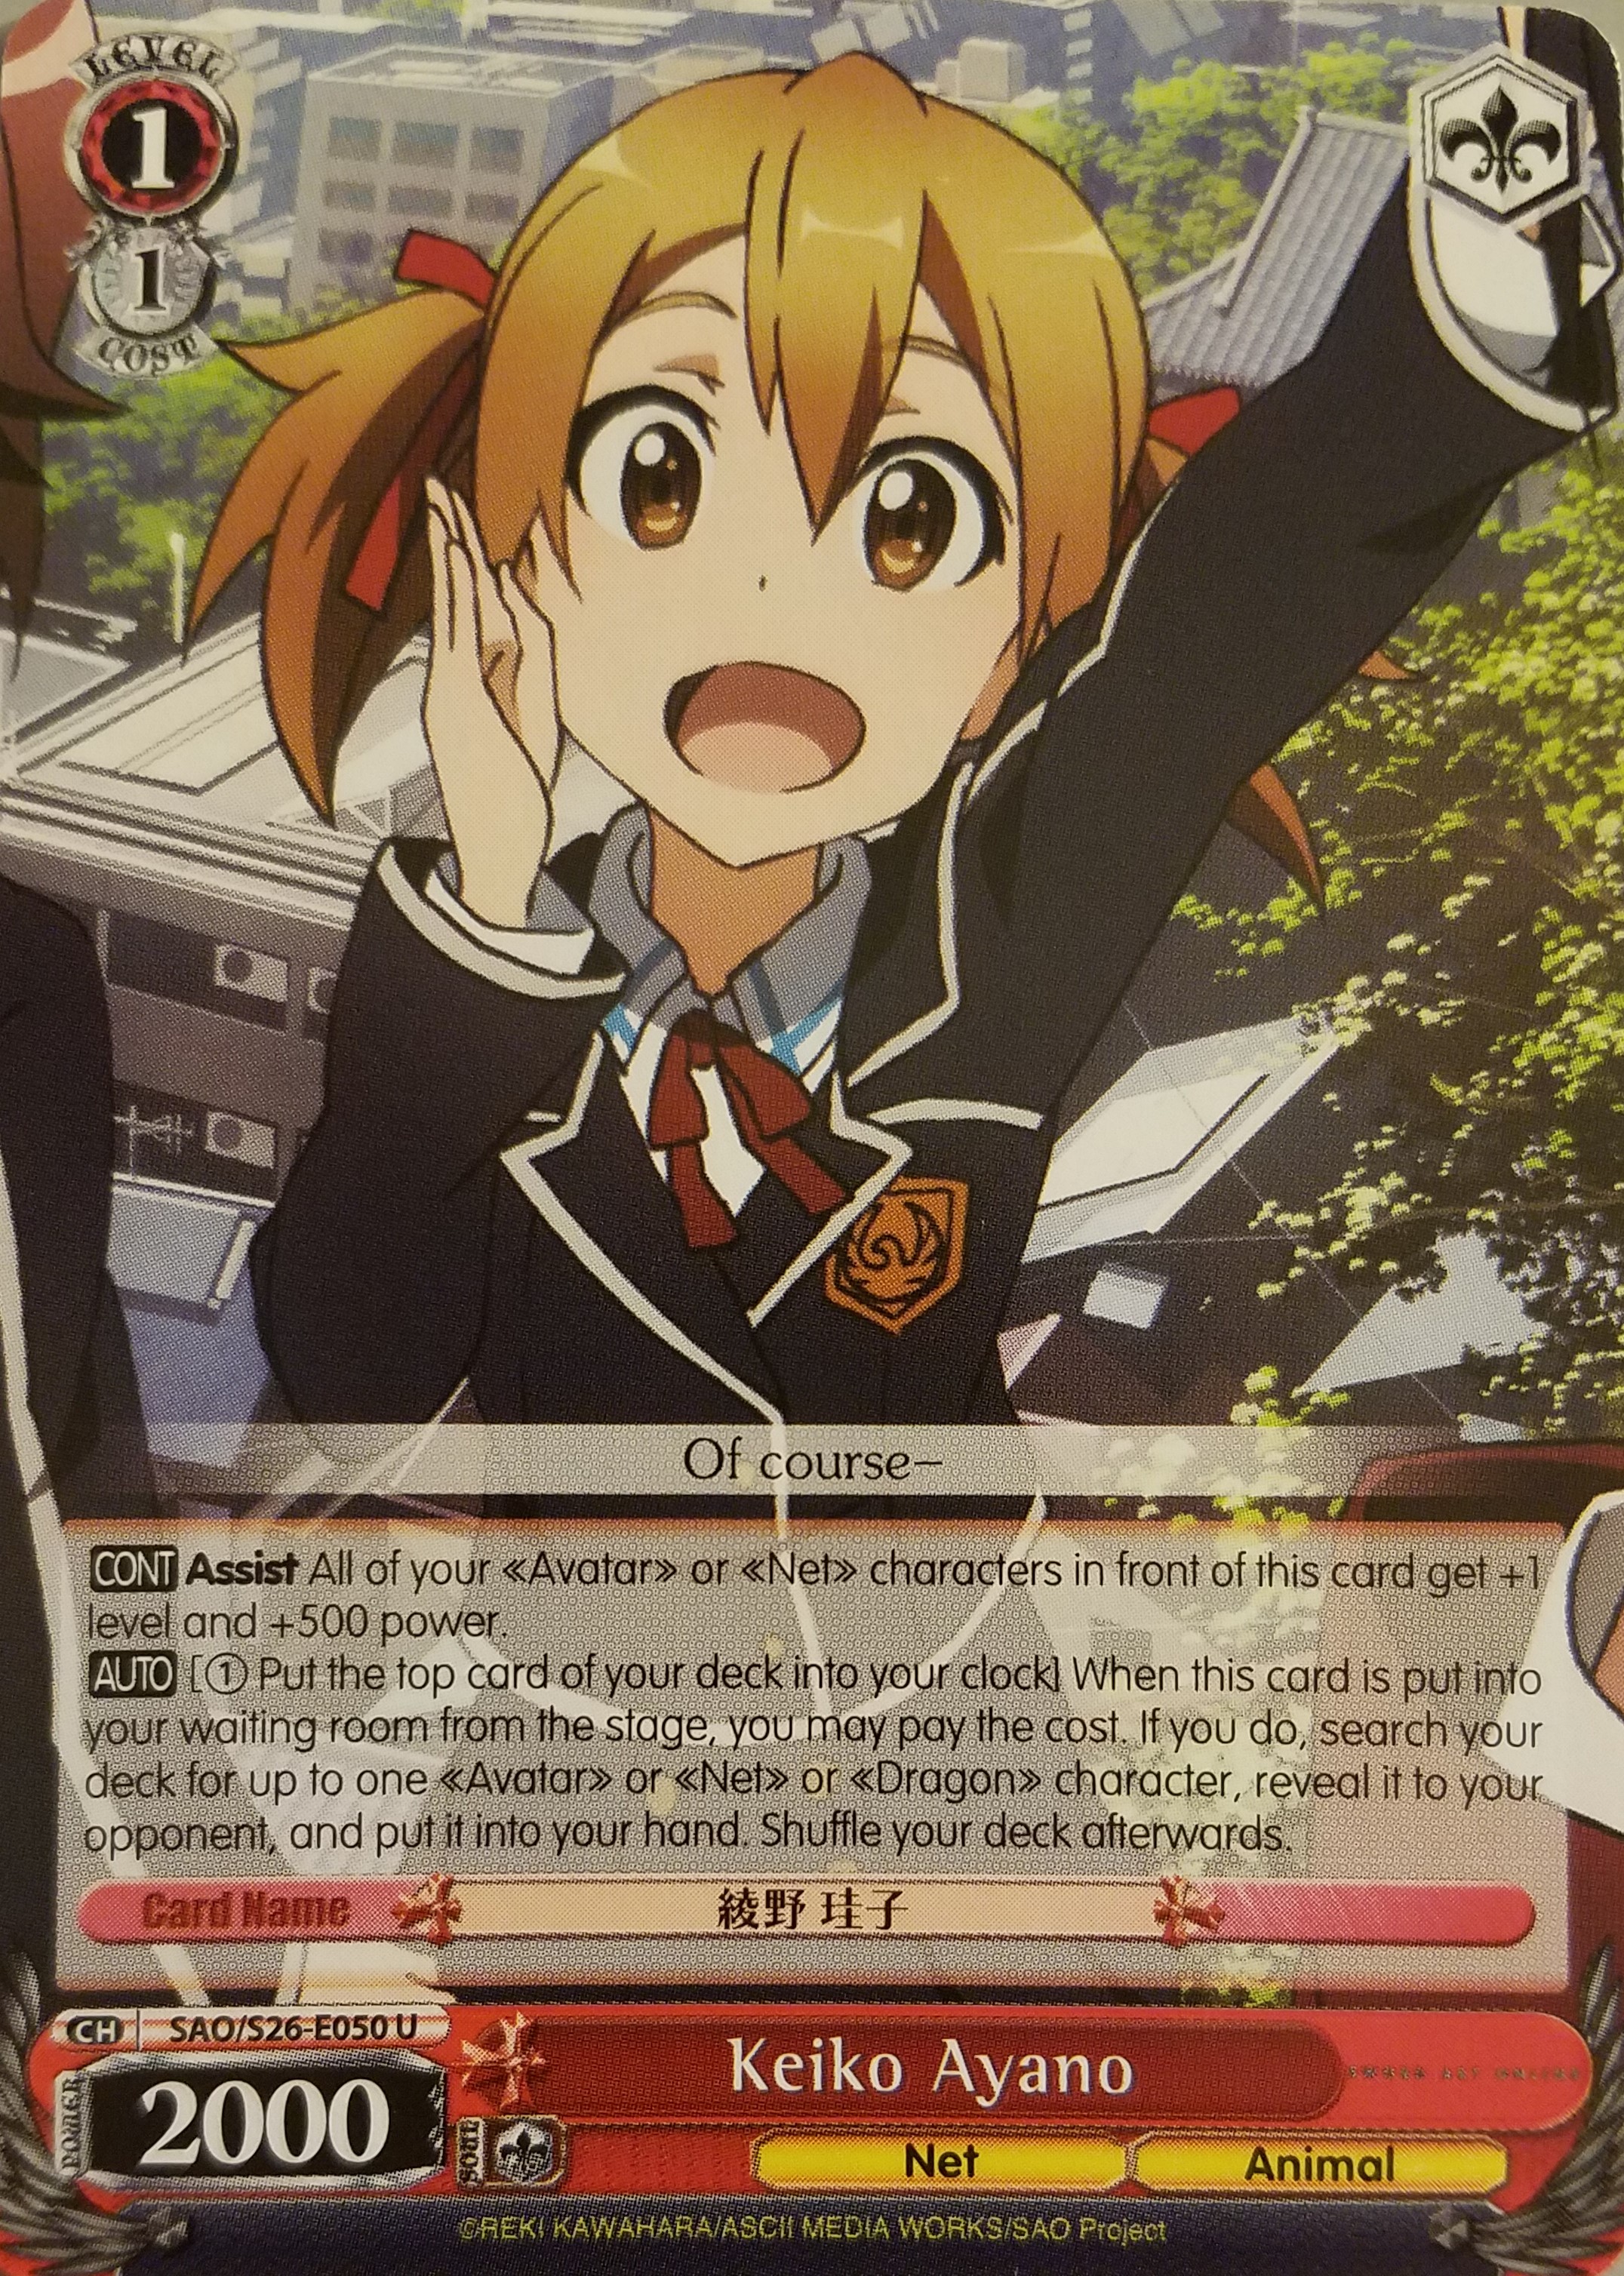 LEVEL
1
1
COST
Of course–
CONT Assist All of your «Avatar» or «Net» characters in front of this card get +1
level and +500 power.
AUTO [① Put the top card of your deck into your clock] When this card is put into
your waiting room from the stage, you may pay the cost. If you do, search your
deck for up to one «Avatar» or «Net» or «Dragon» character, reveal it to your
opponent, and put it into your hand. Shuffle your deck afterwards.
Card Name
綾野 珪子
CH SAO/S26-E050 U
Keiko Ayano
POWER
2000
SOUL
Net
Animal
©REKI KAWAHARA/ASCII MEDIA WORKS/SAO Project